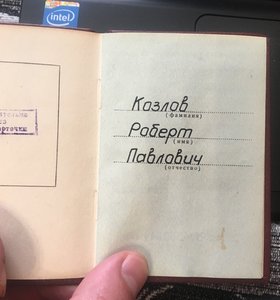 intel
Козлов
(фамилия)
Роберт
(имя)
Павлович
(отчество)